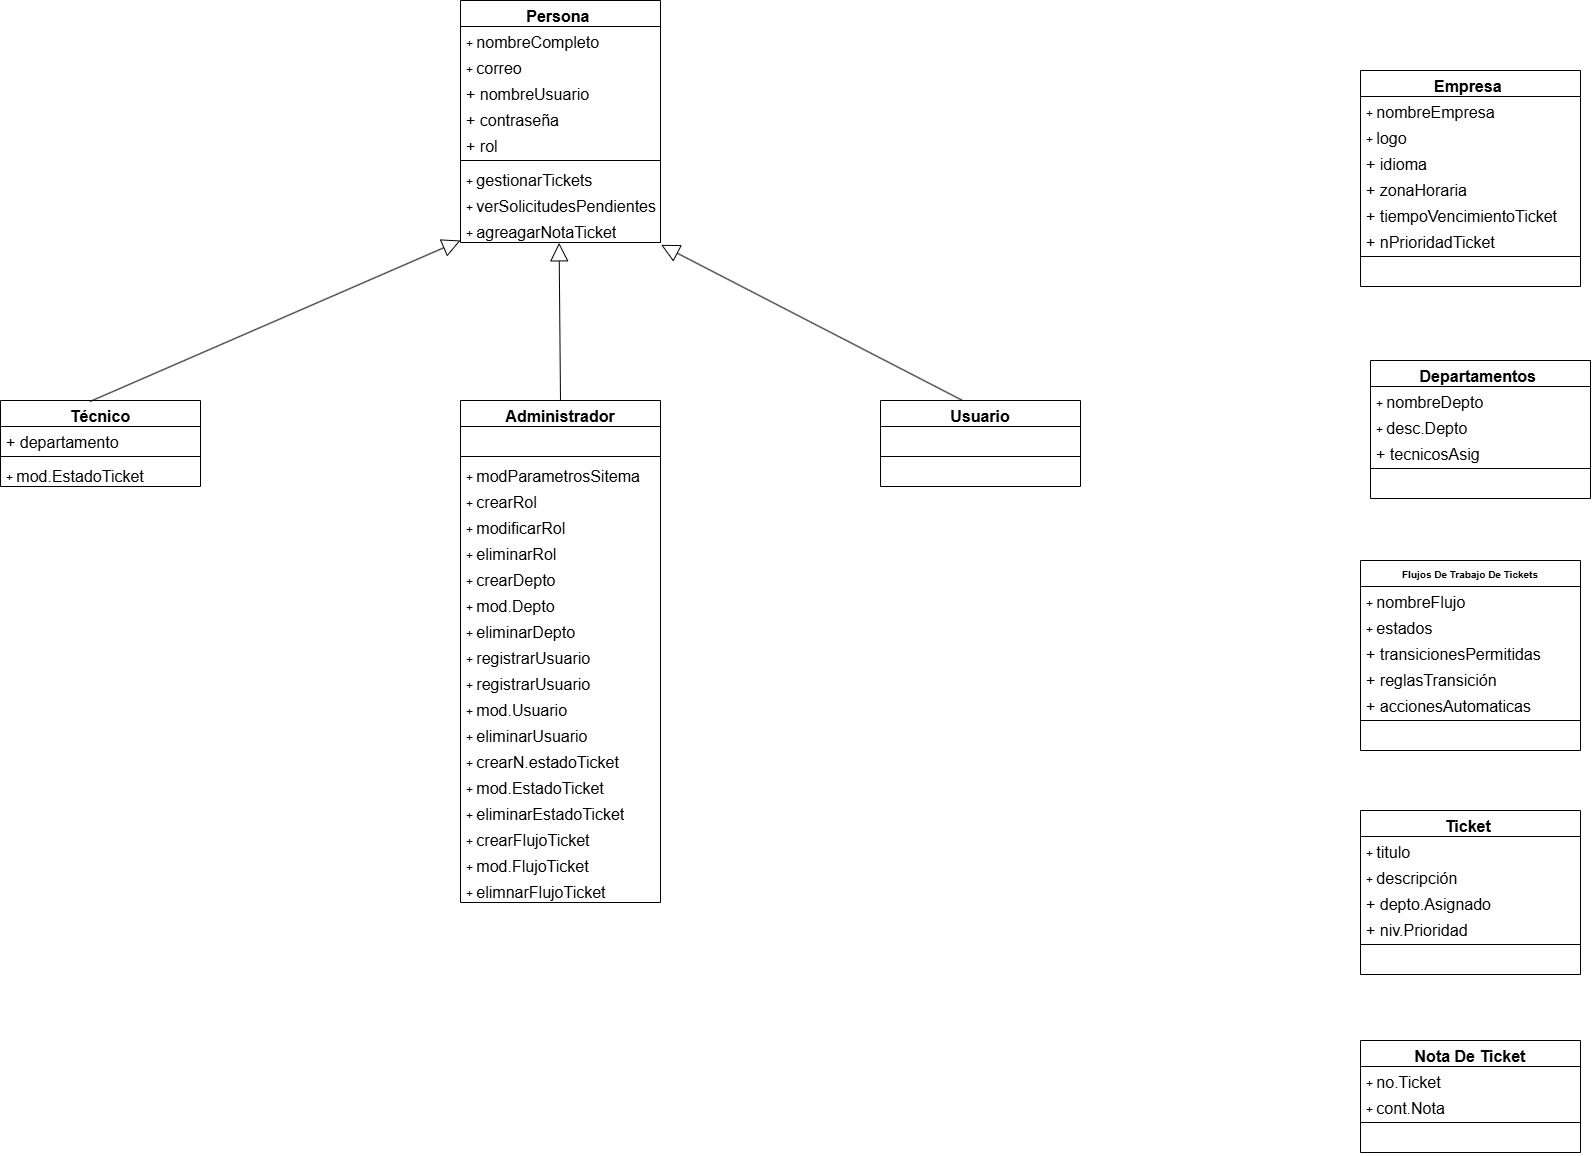 Persona
+ nombreCompleto
+ correo
+ nombreUsuario
+ contraseña
+ rol
+ gestionarTickets
+ verSolicitudesPendientes
+ agreagarNotaTicket
Técnico
+ departamento
+ mod.EstadoTicket
Administrador
+ modParametrosSitema
+ crearRol
+ modificarRol
+ eliminarRol
+ crearDepto
+ mod.Depto
+ eliminarDepto
+ registrarUsuario
+ registrarUsuario
+ mod.Usuario
+ eliminarUsuario
+ crearN.estadoTicket
+ mod.EstadoTicket
+ eliminarEstadoTicket
+ crearFlujoTicket
+ mod.FlujoTicket
+ elimnarFlujoTicket
Usuario
Empresa
+ nombreEmpresa
+ logo
+ idioma
+ zonaHoraria
+ tiempoVencimientoTicket
+ nPrioridadTicket
Departamentos
+ nombreDepto
+ desc.Depto
+ tecnicosAsig
Flujos De Trabajo De Tickets
+ nombreFlujo
+ estados
+ transicionesPermitidas
+ reglasTransición
+ accionesAutomaticas
Ticket
+ titulo
+ descripción
+ depto.Asignado
+ niv.Prioridad
Nota De Ticket
+ no.Ticket
+ cont.Nota